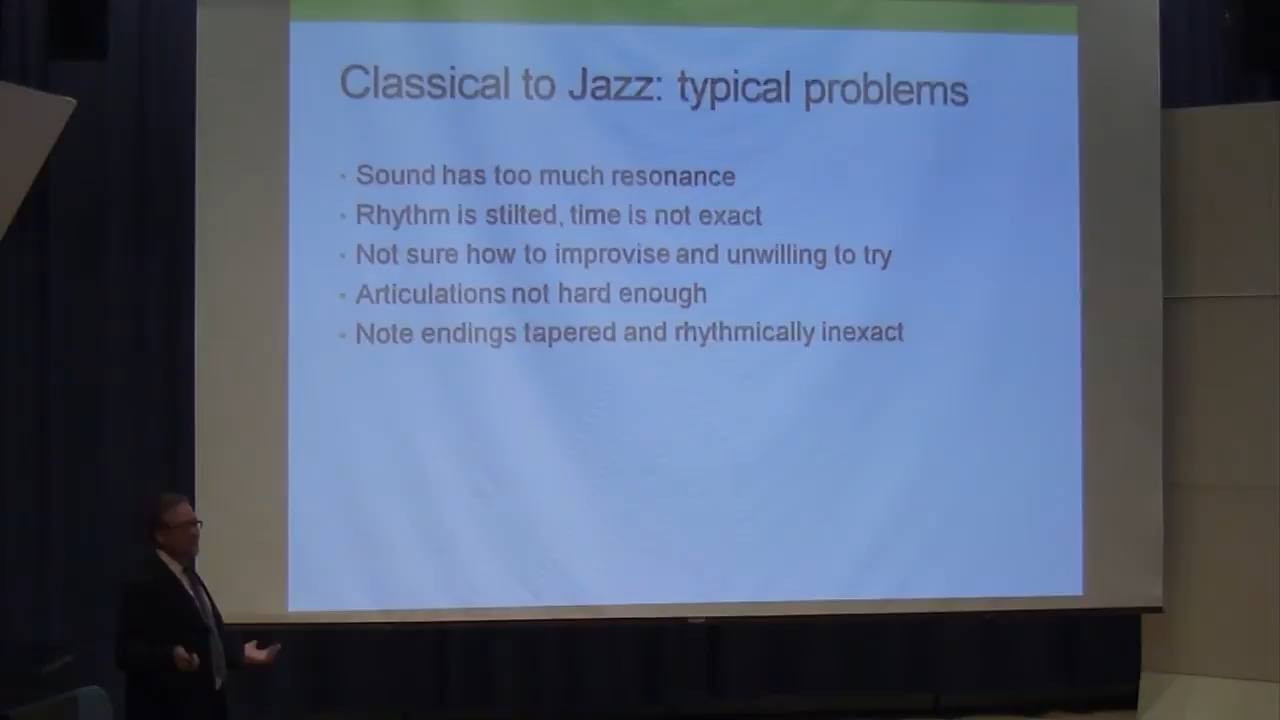 Classical to Jazz: typical problems
· Sound has too much resonance
· Rhythm is stilted, time is not exact
· Not sure how to improvise and unwilling to try
· Articulations not hard enough
· Note endings tapered and rhythmically inexact